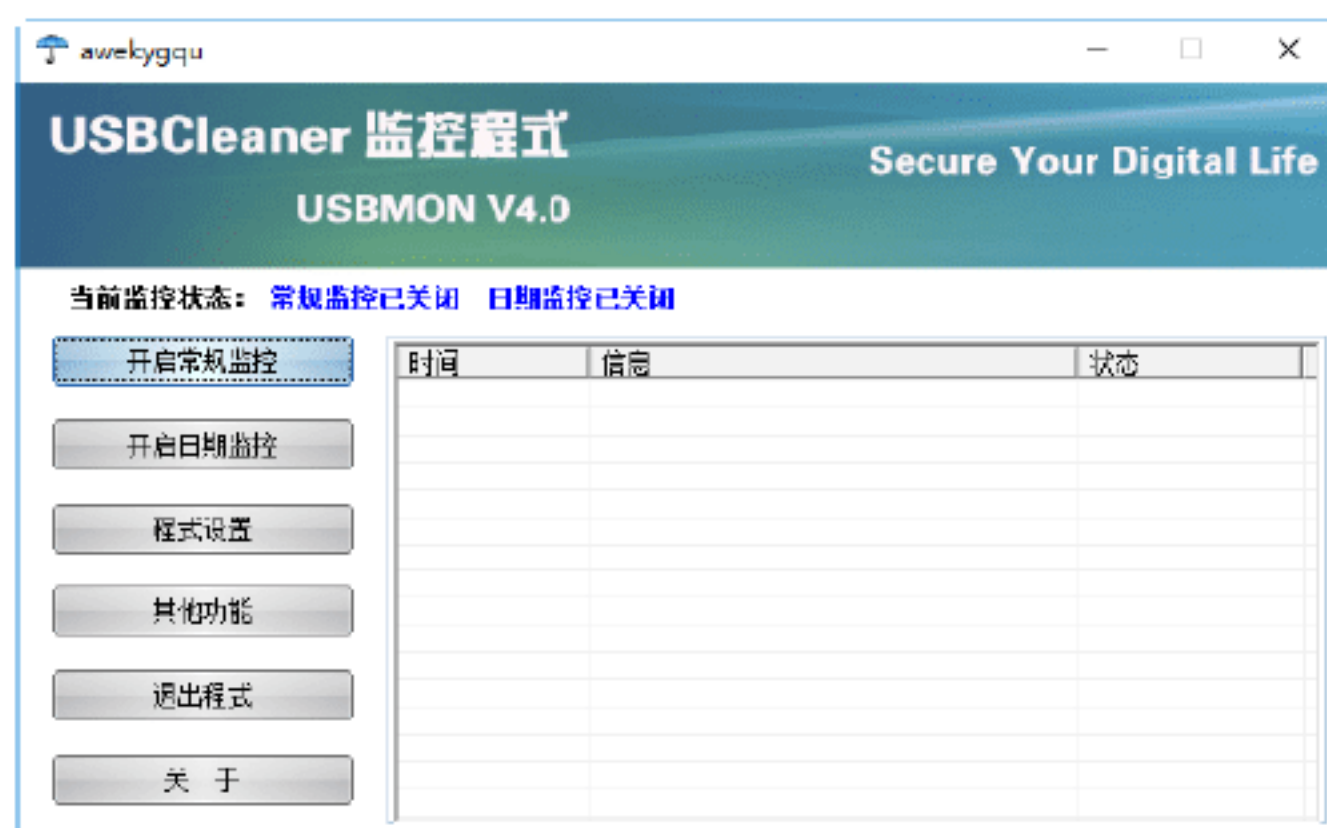 awekygqu
USBCleaner 监控程式
Secure Your Digital Life
USBMON V4.0
当前监控状态： 常规监控已关闭 日期监控已关闭
开启常规监控
时间 信息 状态
开启日期监控
程式设置
其他功能
退出程式
关 于